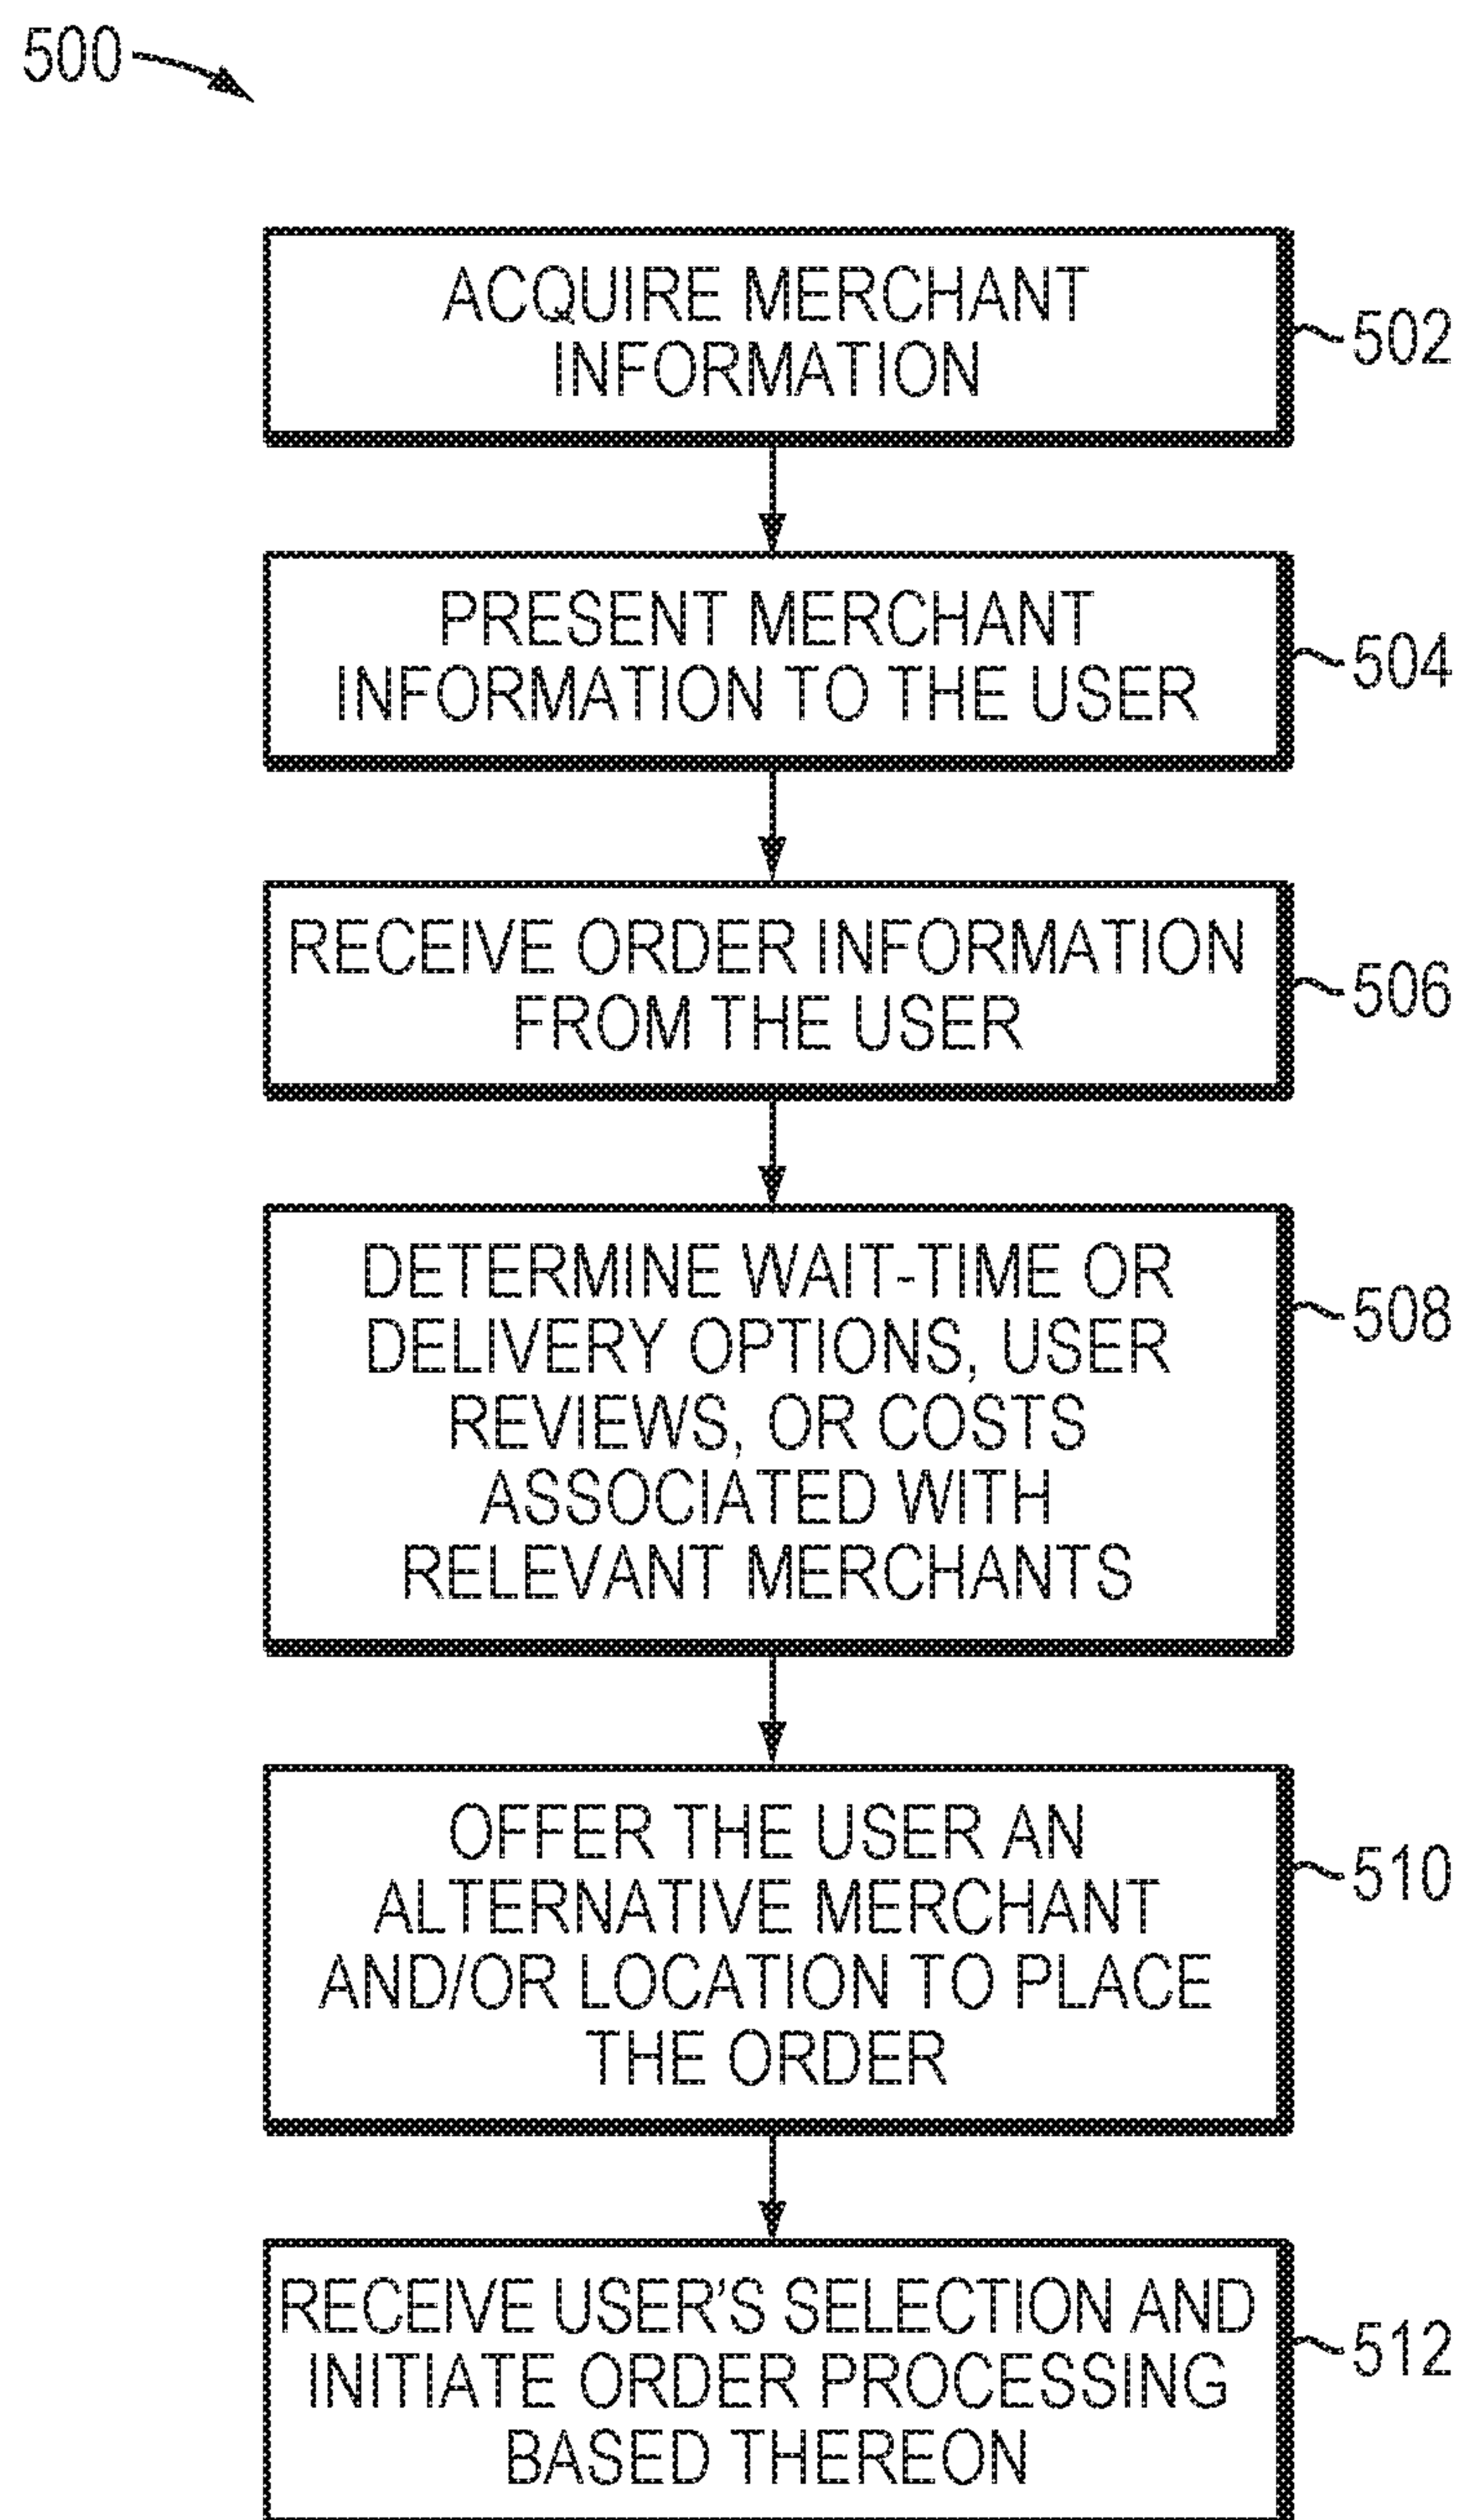 500
ACQUIRE MERCHANT
INFORMATION
502
PRESENT MERCHANT
INFORMATION TO THE USER
504
RECEIVE ORDER INFORMATION
FROM THE USER
506
DETERMINE WAIT-TIME OR
DELIVERY OPTIONS, USER
REVIEWS, OR COSTS
ASSOCIATED WITH
RELEVANT MERCHANTS
508
OFFER THE USER AN
ALTERNATIVE MERCHANT
AND/OR LOCATION TO PLACE
THE ORDER
510
RECEIVE USER'S SELECTION AND
INITIATE ORDER PROCESSING
BASED THEREON
512